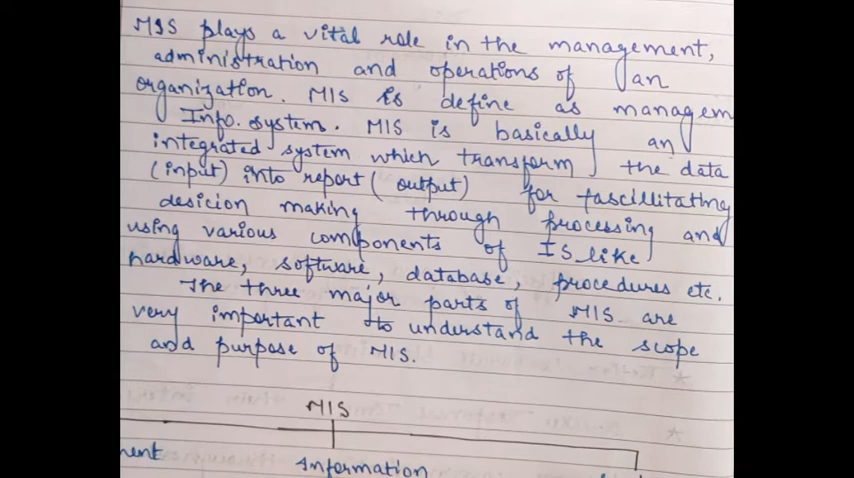 MIS plays a vital role in the management,
administration and operations of an
organization. MIS is define as managem
Info. system. MIS is basically an
integrated system which transform the data
(input) into report (output) for fascillitating
desicion making through processing and
using various components of IS like
hardware, software, database, procedures etc.
The three major parts of MIS are
very important to understand the scope
and purpose of MIS.
MIS
nent Information